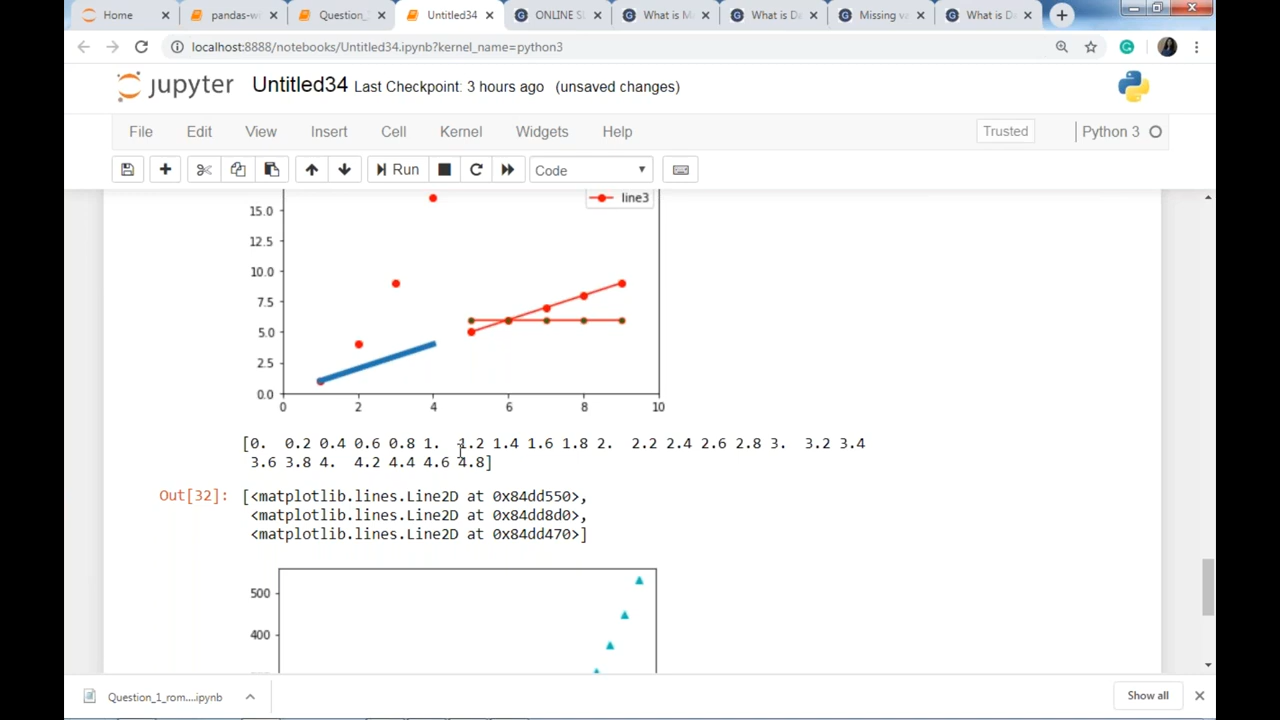 Home
pandas-w
Question_
Untitled34
ONLINE S
What is M
What is De
Missing va
What is De
localhost:8888/notebooks/Untitled34.ipynb?kernel_name=python3
jupyter Untitled34 Last Checkpoint: 3 hours ago (unsaved changes)
File Edit View Insert Cell Kernel Widgets Help Trusted Python 3
Run Code
line3
15.0
12.5
10.0
7.5
5.0
2.5
0.0
0 2 4 6 8 10
[0. 0.2 0.4 0.6 0.8 1. 1.2 1.4 1.6 1.8 2. 2.2 2.4 2.6 2.8 3. 3.2 3.4
3.6 3.8 4. 4.2 4.4 4.6 4.8]
Out[32]: [<matplotlib.lines.Line2D at 0x84dd550>,
<matplotlib.lines.Line2D at 0x84dd8d0>,
<matplotlib.lines.Line2D at 0x84dd470>]
500
400
Question_1_rom....ipynb
Show all